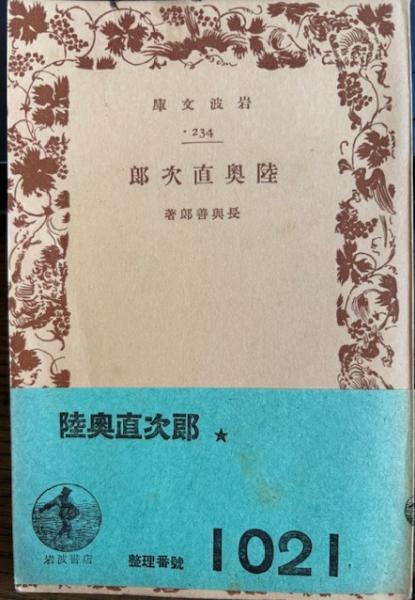 庫文波岩
·234
郎次直奥陸
著郎善與長
陸奥直次郎 ★
岩波書店
整理番號 1021